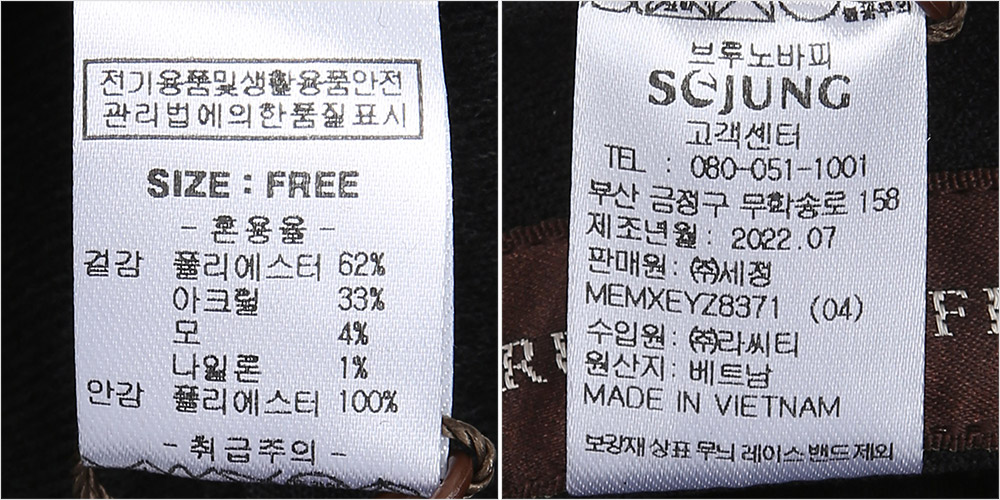 전기용품및생활용품안전
관리법에의한품질표시
SIZE : FREE
- 혼용율 -
겉감 폴리에스터 62%
아크릴 33%
모 4%
나일론 1%
안감 폴리에스터 100%
- 취급주의 -
브루노바피
SOJUNG
고객센터
TEL : 080-051-1001
부산 금정구 무학송로 158
제조년월 : 2022.07
판매원 : ㈜세정
MEMXEYZ8371 (04)
수입원 : ㈜라씨티
원산지 : 베트남
MADE IN VIETNAM
보강재 상표 무늬 레이스 밴드 제외